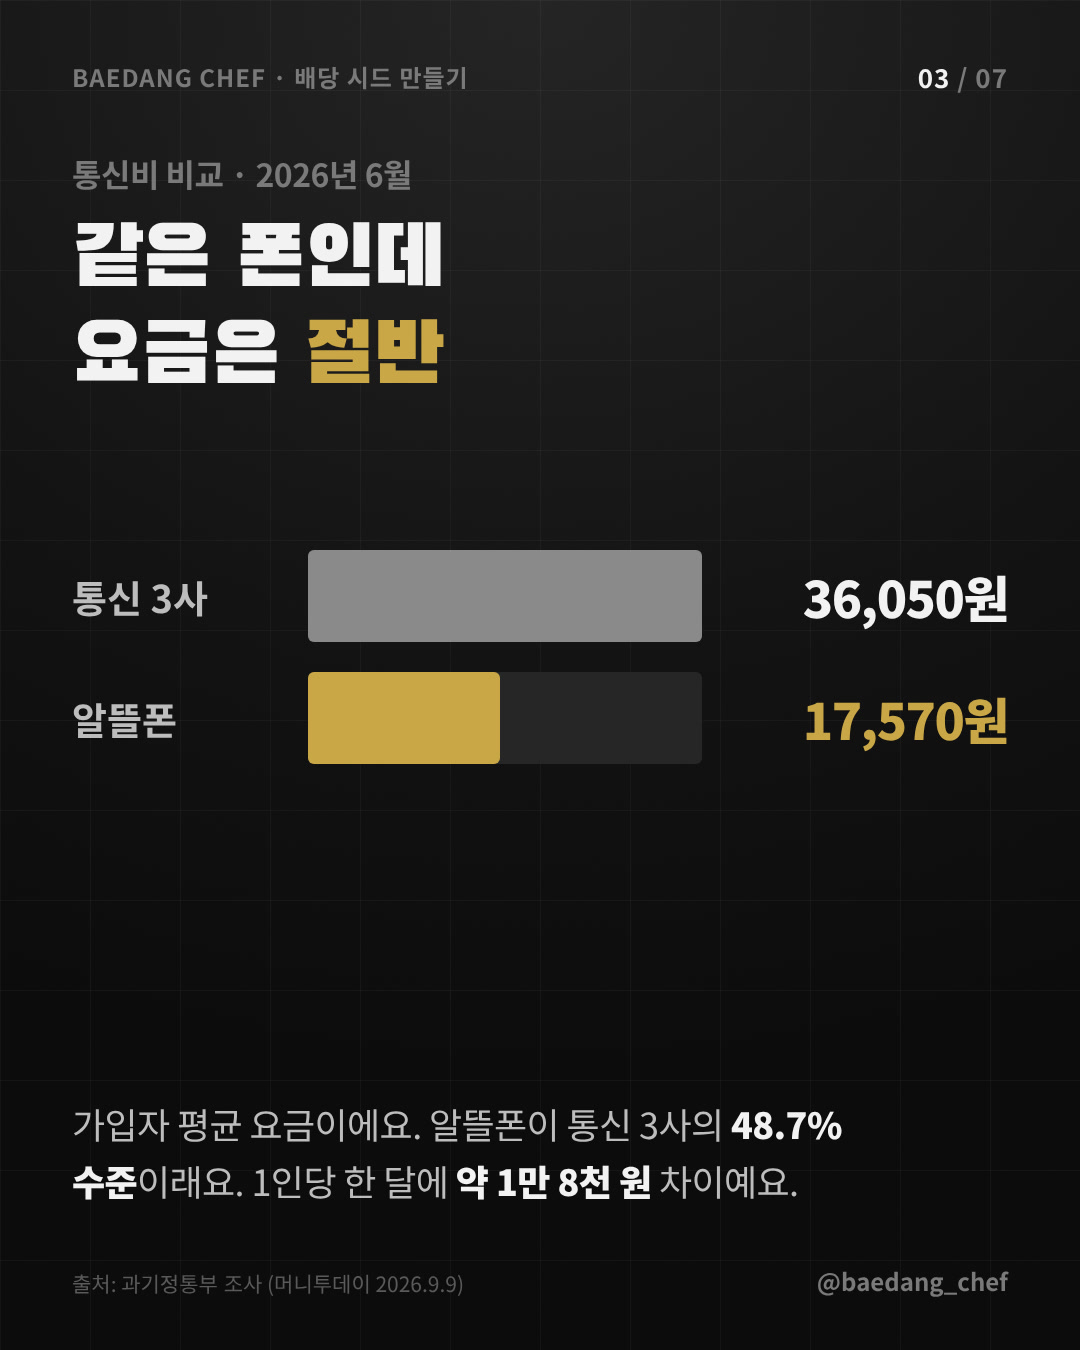 BAEDANG CHEF · 배당 시드 만들기
03 / 07
통신비 비교 · 2026년 6월
같은 폰인데
요금은 절반
통신 3사
36,050원
알뜰폰
17,570원
가입자 평균 요금이에요. 알뜰폰이 통신 3사의 48.7%
수준이래요. 1인당 한 달에 약 1만 8천 원 차이예요.
출처: 과기정통부 조사 (머니투데이 2026.9.9)
@baedang_chef